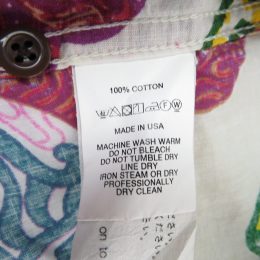 100% COTTON
F W
MADE IN USA
MACHINE WASH WARM
DO NOT BLEACH
DO NOT TUMBLE DRY
LINE DRY
IRON STEAM OR DRY
PROFESSIONALLY
DRY CLEAN